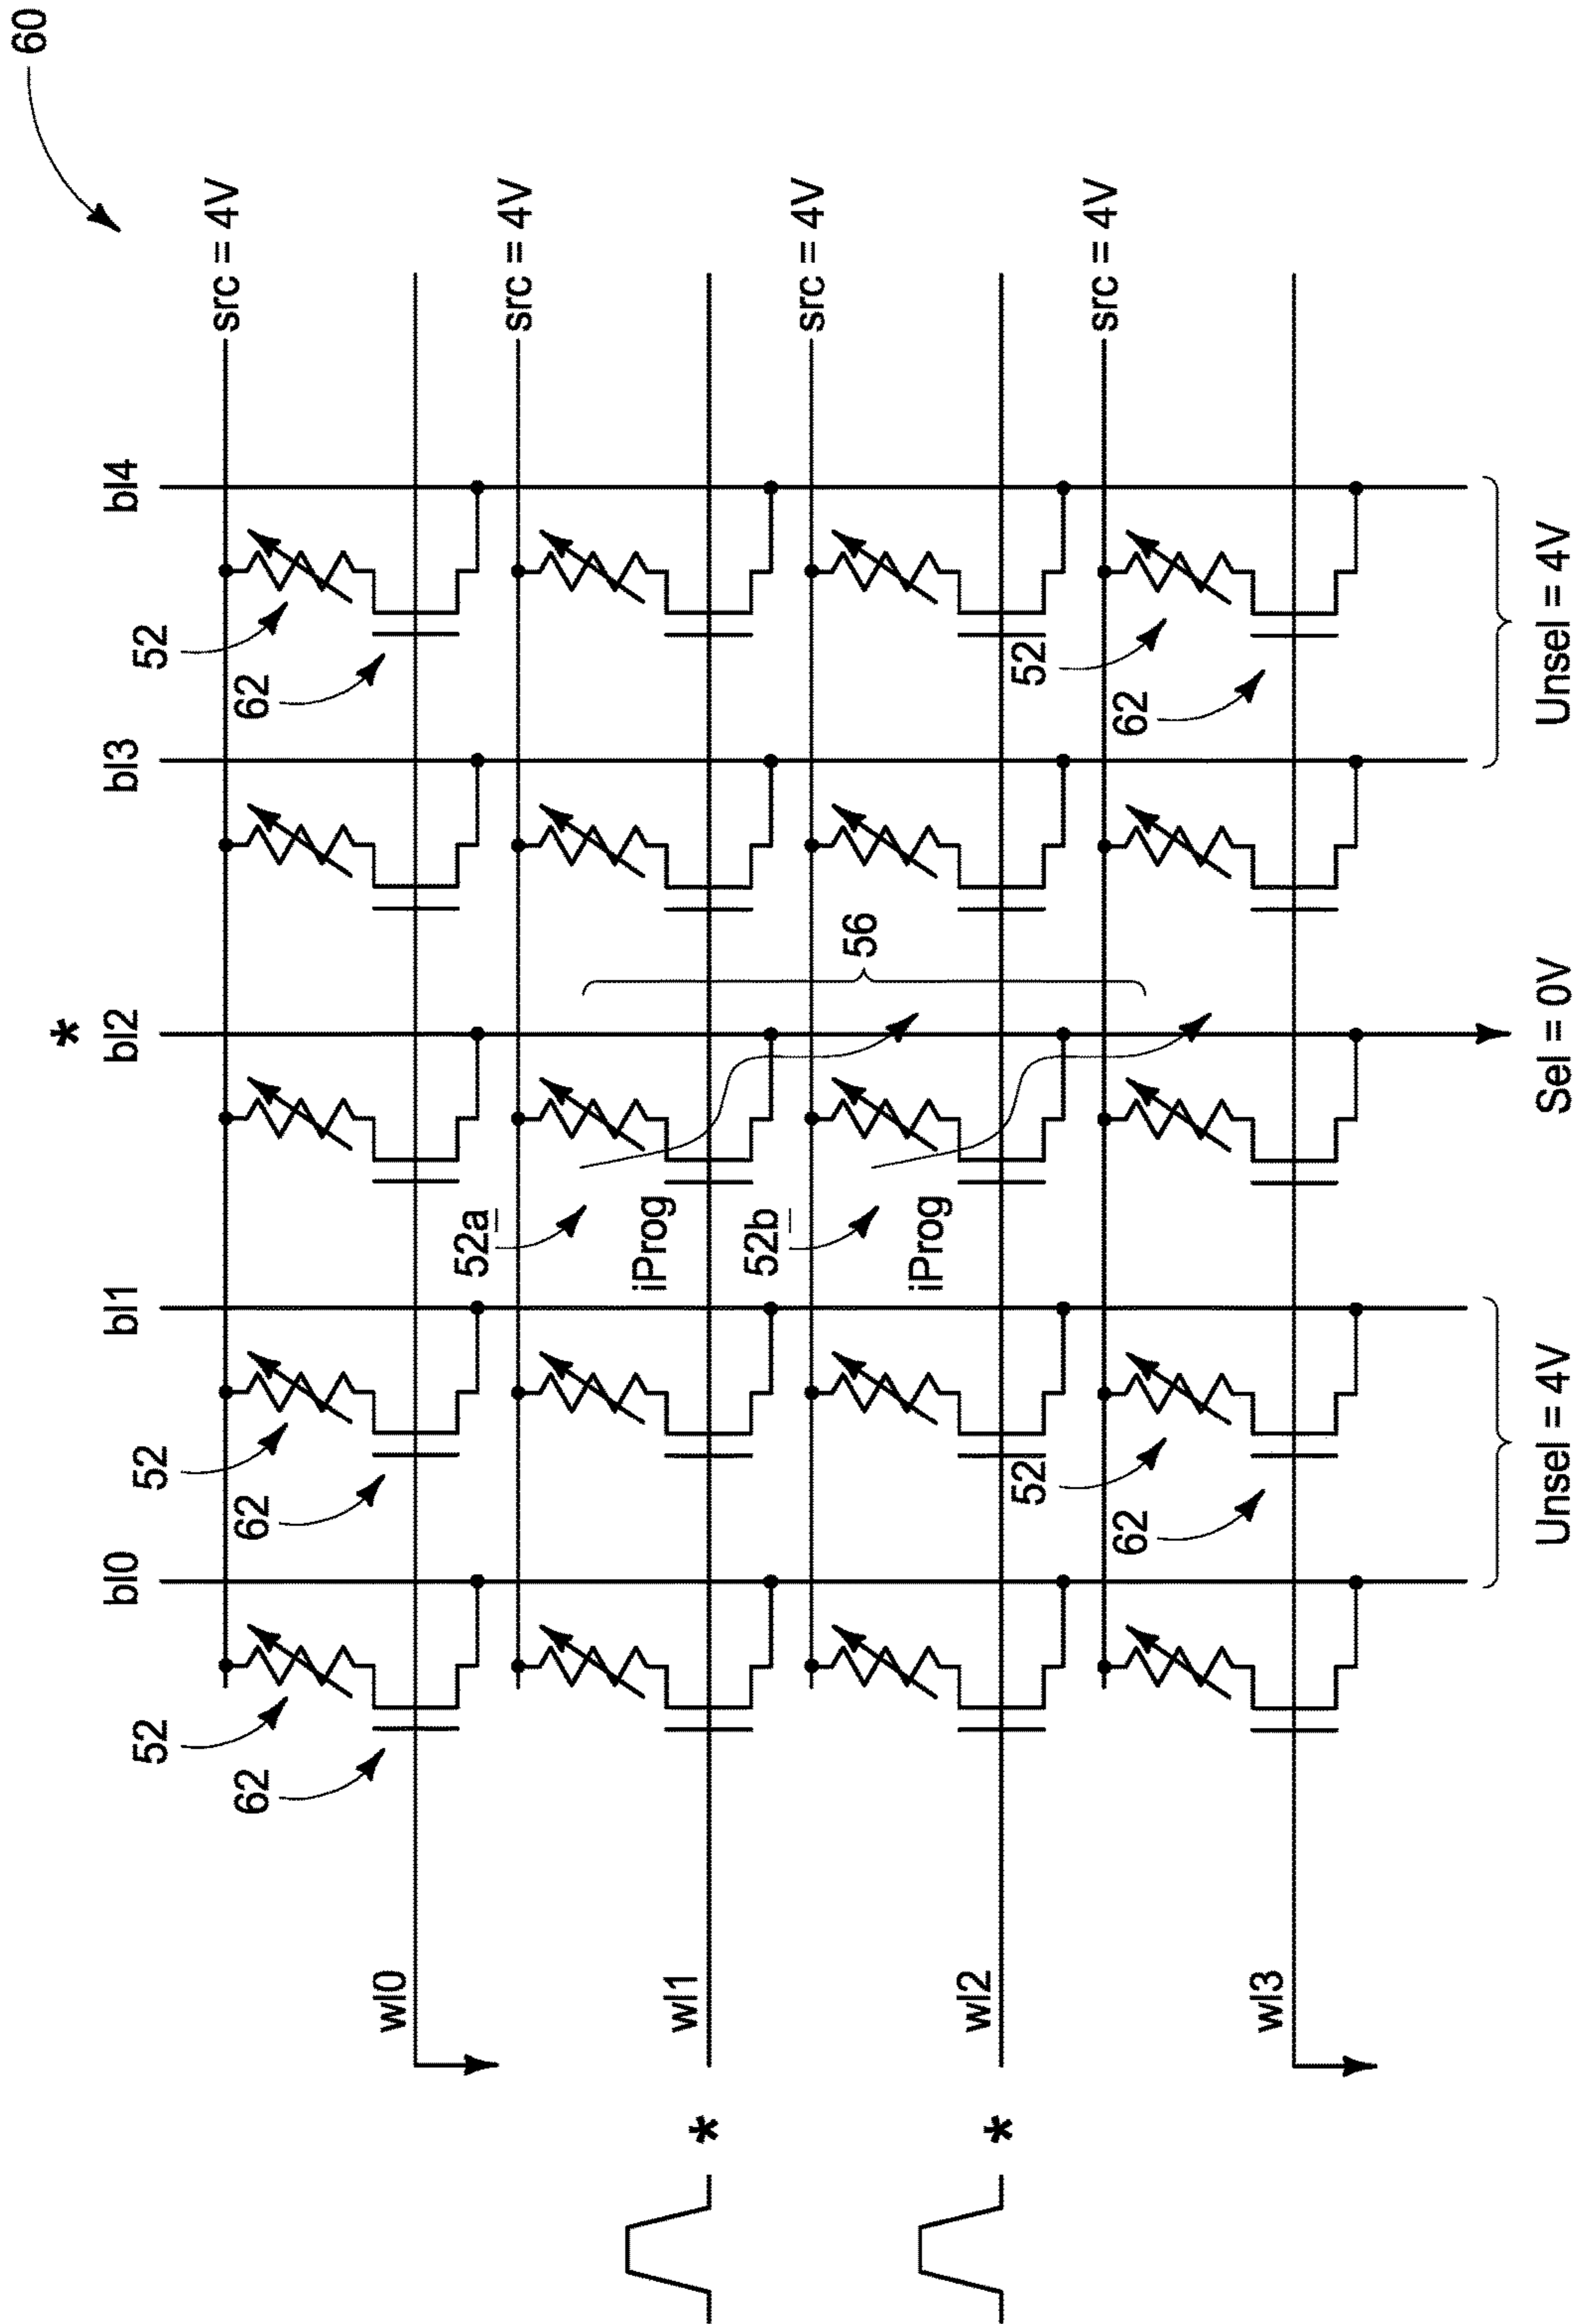 60
bl0
bl1
*
bl2
bl3
bl4
src = 4V
52
52
52
62
62
62
wl0
src = 4V
52a
iProg
56
* wl1
src = 4V
52b
iProg
52
52
* wl2
src = 4V
62
62
wl3
Unsel = 4V
Sel = 0V
Unsel = 4V